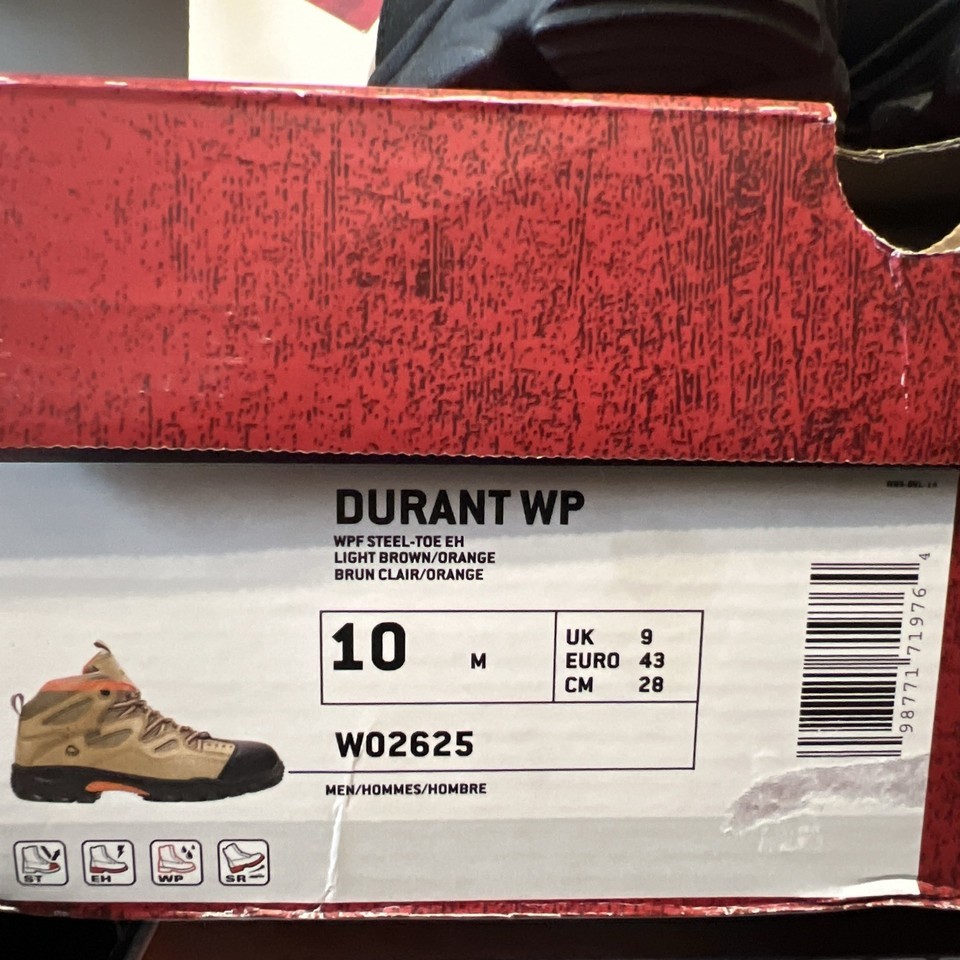 DURANT WP
WPF STEEL-TOE EH
LIGHT BROWN/ORANGE
BRUN CLAIR/ORANGE
10 M
UK 9
EURO 43
CM 28
W02625
MEN/HOMMES/HOMBRE
98771 71976 4
ST EH WP SR